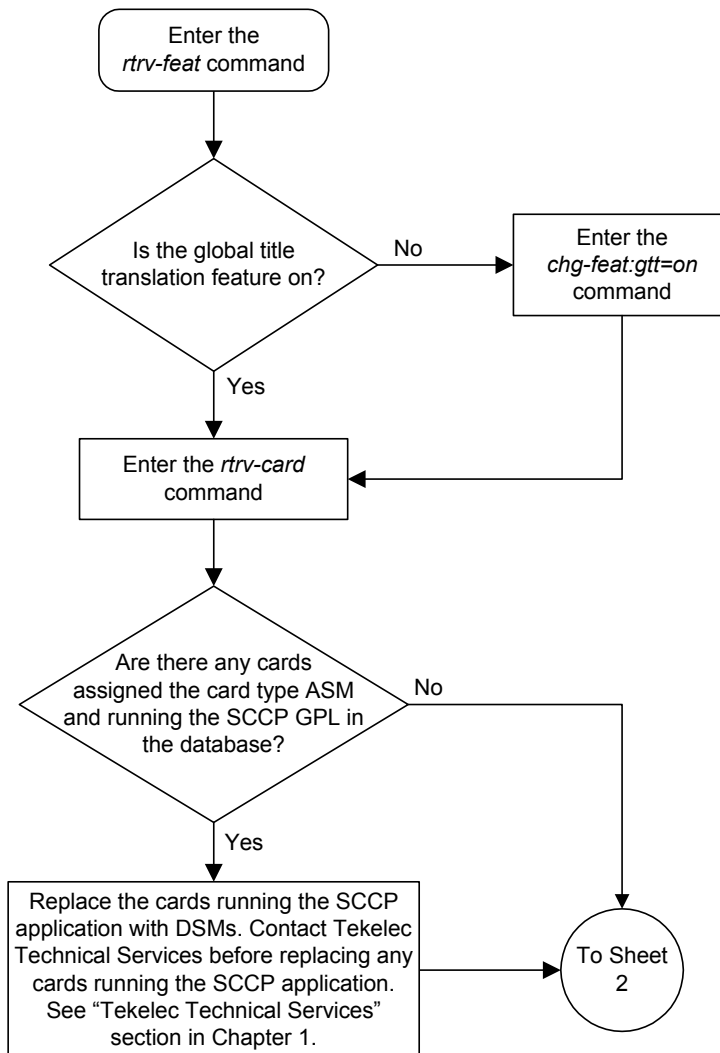 Enter the
rtrv-feat command
Is the global title
translation feature on?
No
Enter the
chg-feat:gtt=on
command
Yes
Enter the rtrv-card
command
Are there any cards
assigned the card type ASM
and running the SCCP GPL in
the database?
No
Yes
Replace the cards running the SCCP
application with DSMs. Contact Tekelec
Technical Services before replacing any
cards running the SCCP application.
See “Tekelec Technical Services”
section in Chapter 1.
To Sheet
2